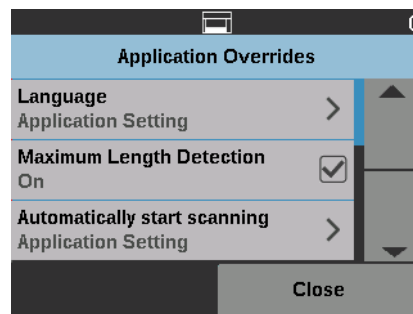 Application Overrides
Language
Application Setting
Maximum Length Detection
On
Automatically start scanning
Application Setting
Close